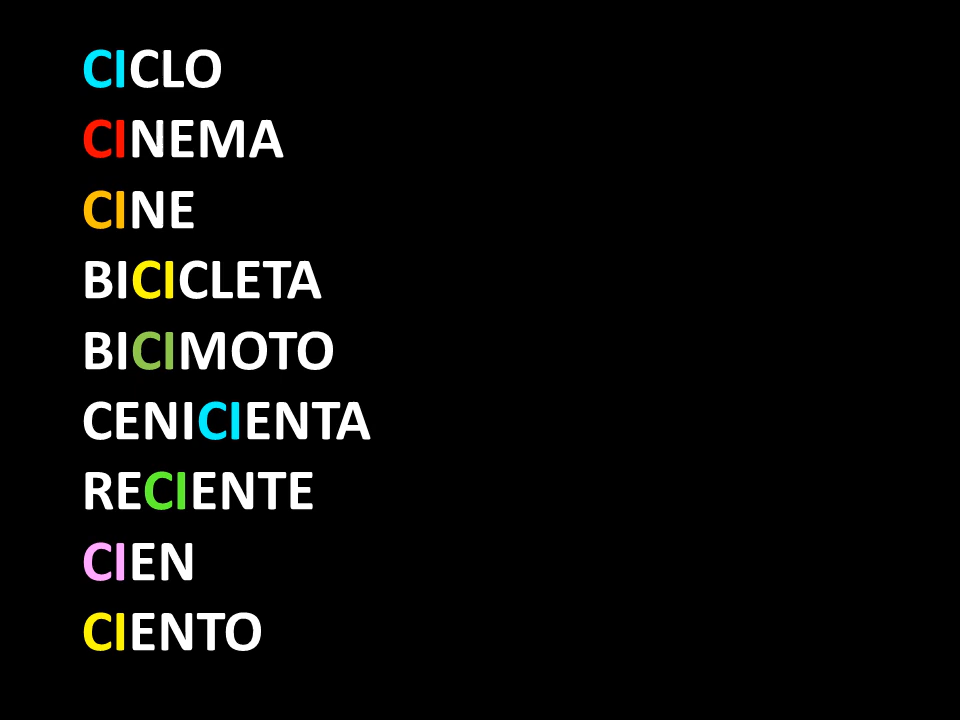 CICLO
CINEMA
CINE
BICICLETA
BICIMOTO
CENICIENTA
RECIENTE
CIEN
CIENTO